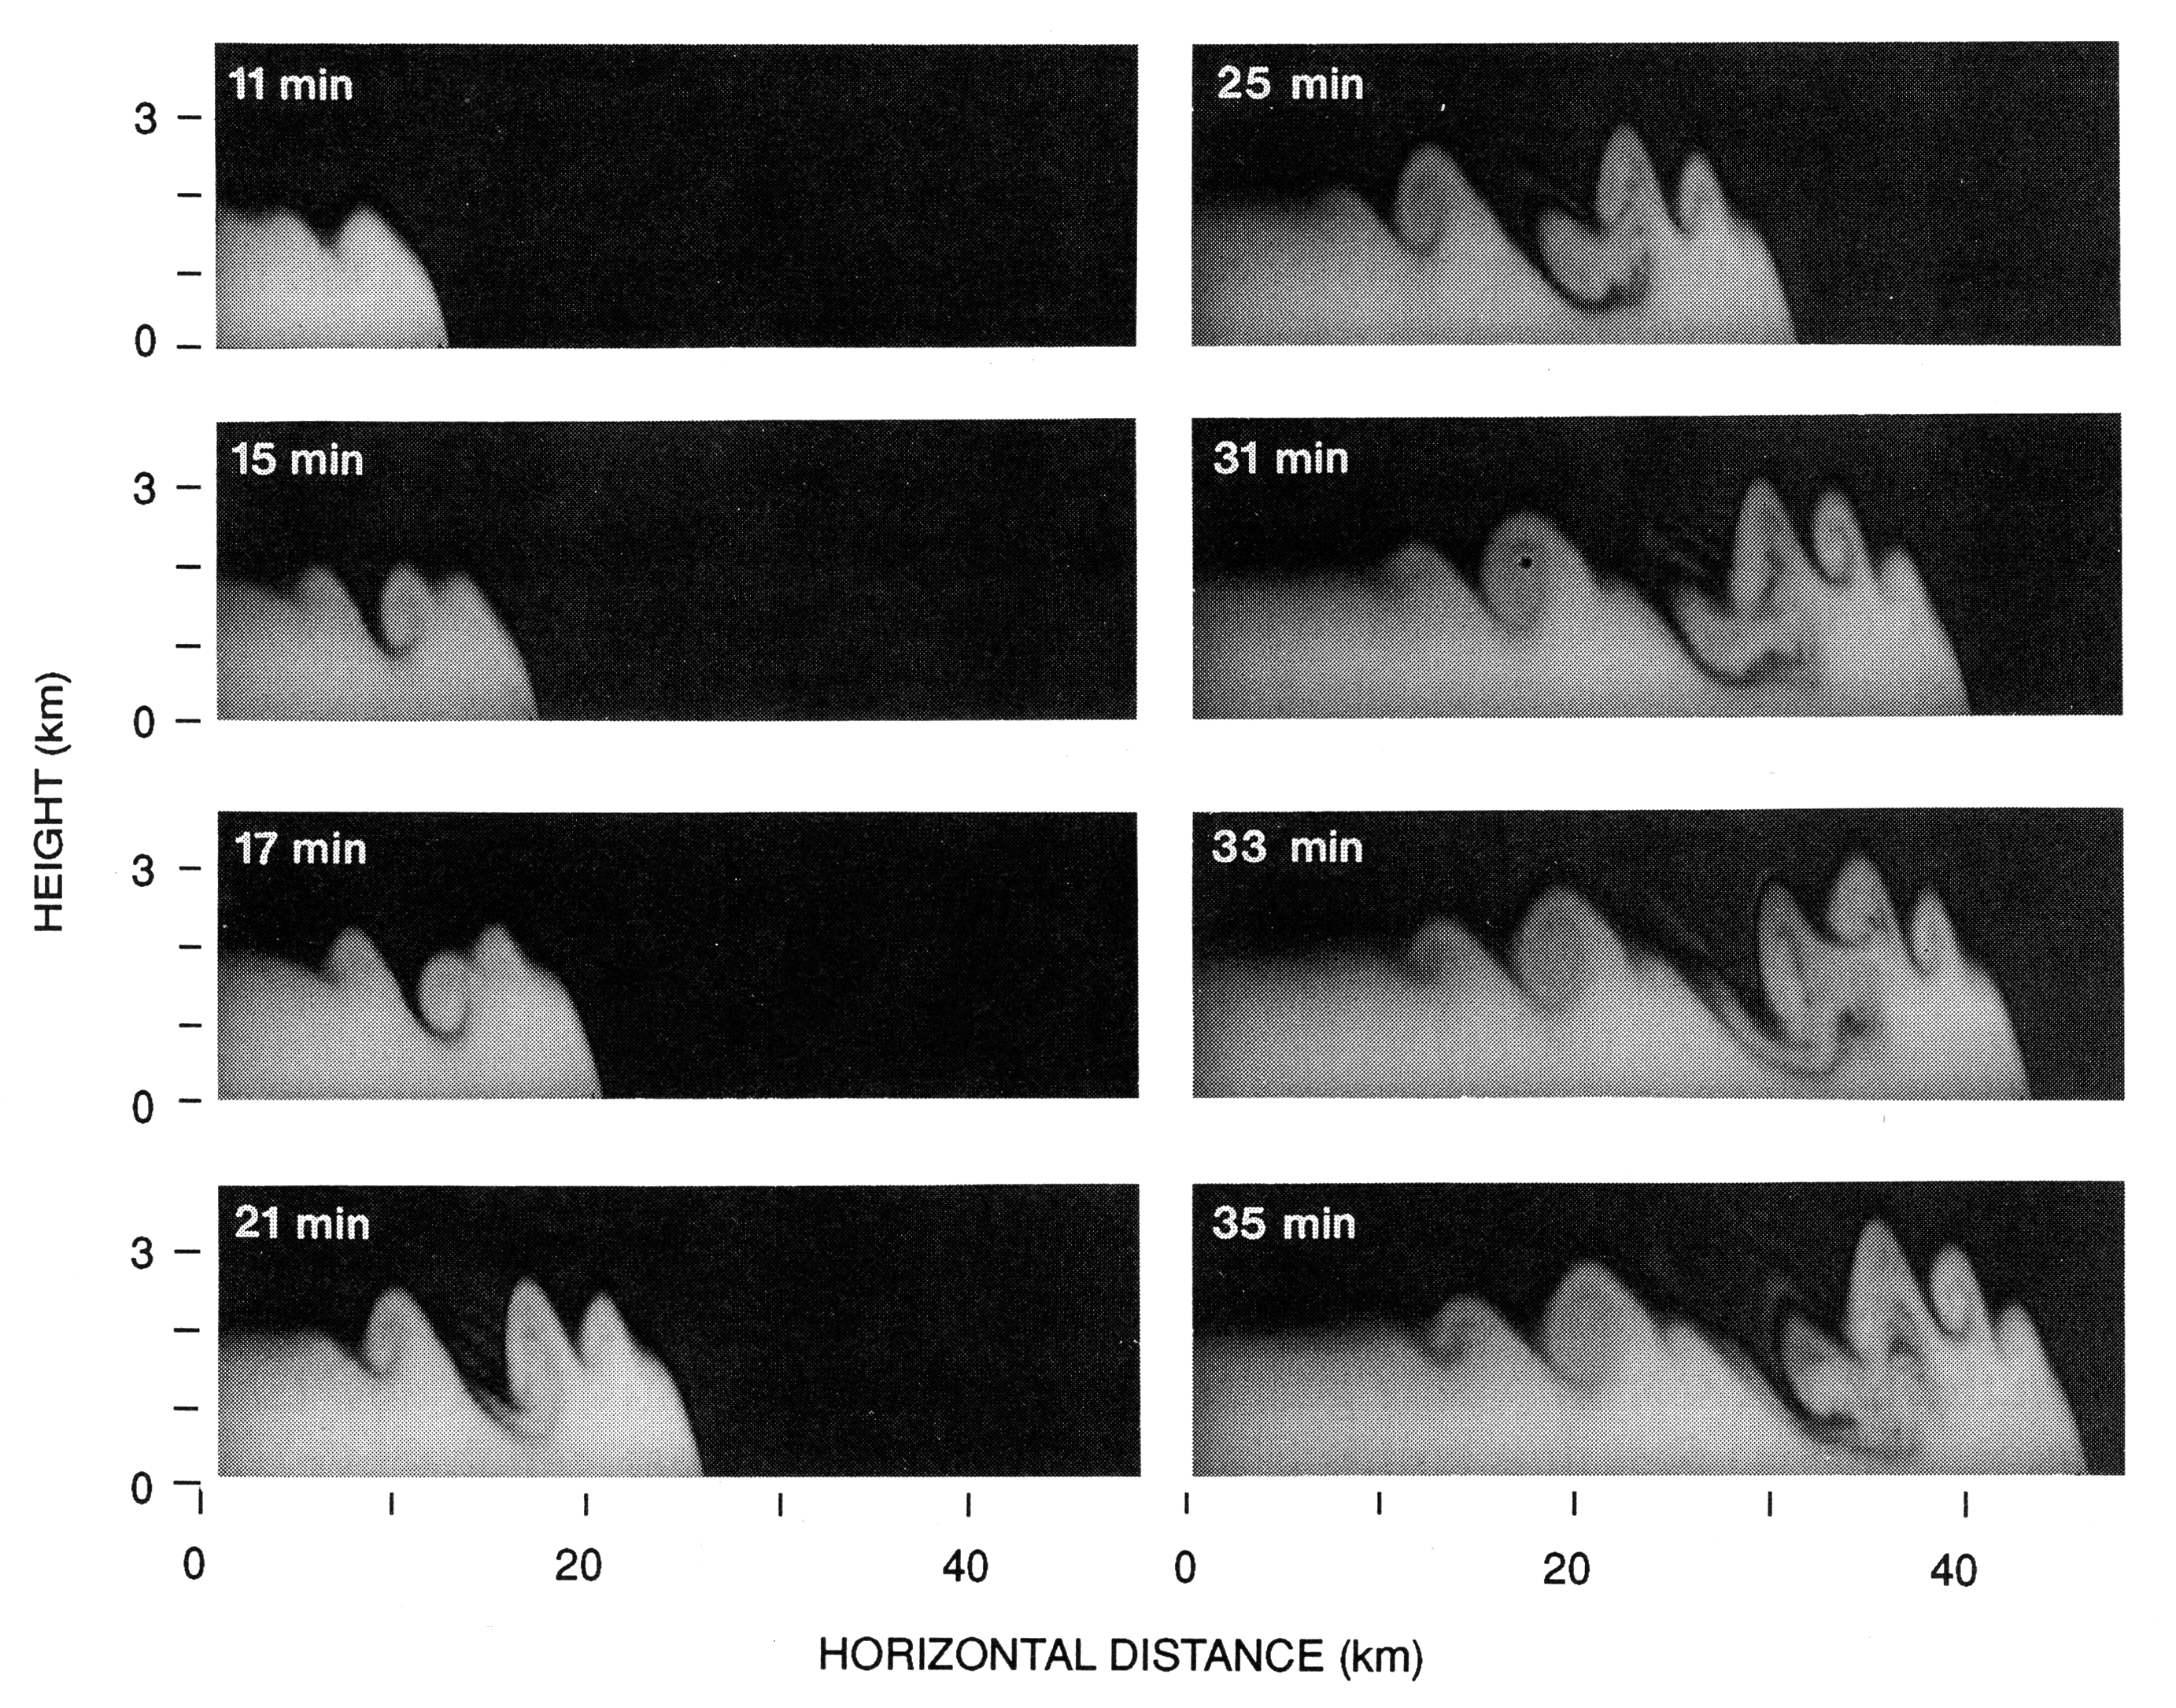 11 min
3
0
25 min
15 min
3
0
31 min
17 min
3
0
33 min
21 min
3
0
35 min
HEIGHT (km)
0 20 40
0 20 40
HORIZONTAL DISTANCE (km)